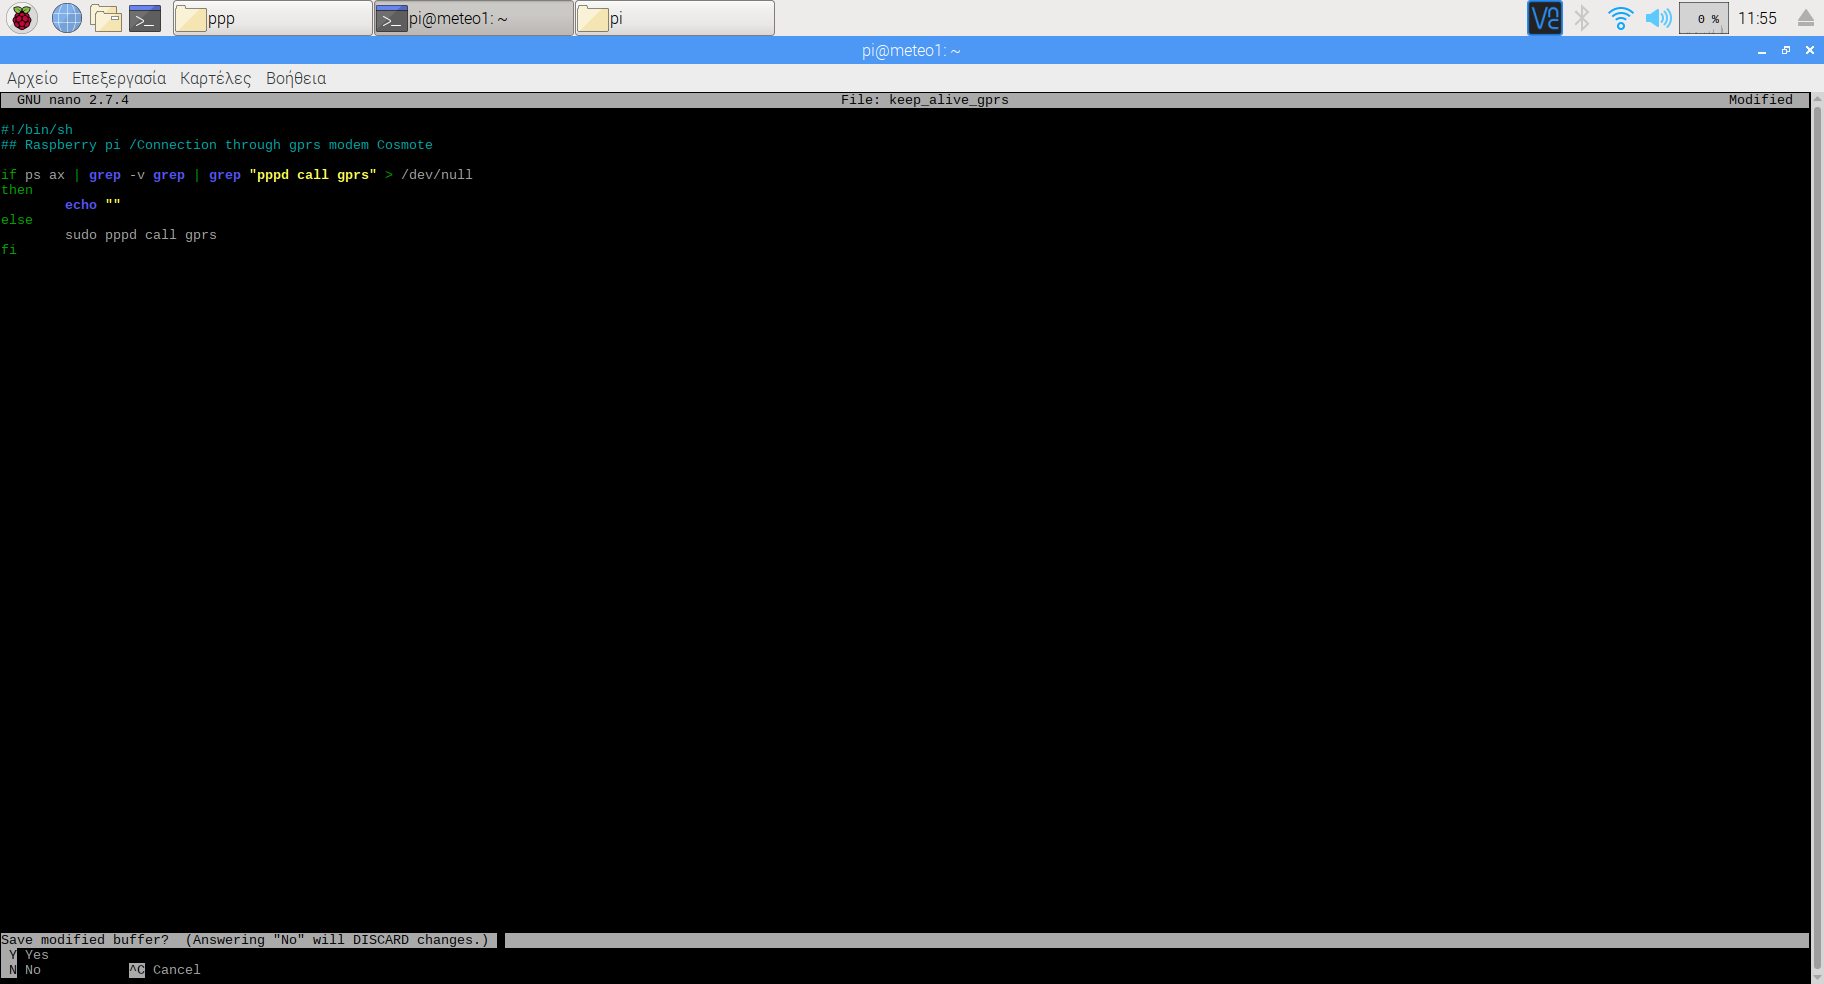 ppp
pi@meteo1: ~
pi
0 %
11:55
pi@meteo1: ~
Αρχείο Επεξεργασία Καρτέλες Βοήθεια
GNU nano 2.7.4 File: keep_alive_gprs Modified
#!/bin/sh
## Raspberry pi /Connection through gprs modem Cosmote
if ps ax | grep -v grep | grep "pppd call gprs" > /dev/null
then
echo ""
else
sudo pppd call gprs
fi
Save modified buffer? (Answering "No" will DISCARD changes.)
Y Yes
N No ^C Cancel